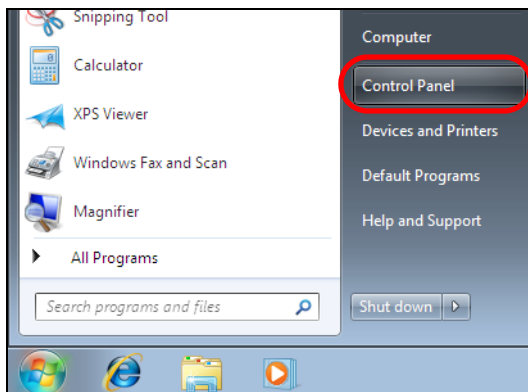 Snipping Tool
Calculator
XPS Viewer
Windows Fax and Scan
Magnifier
All Programs
Search programs and files
Computer
Control Panel
Devices and Printers
Default Programs
Help and Support
Shut down